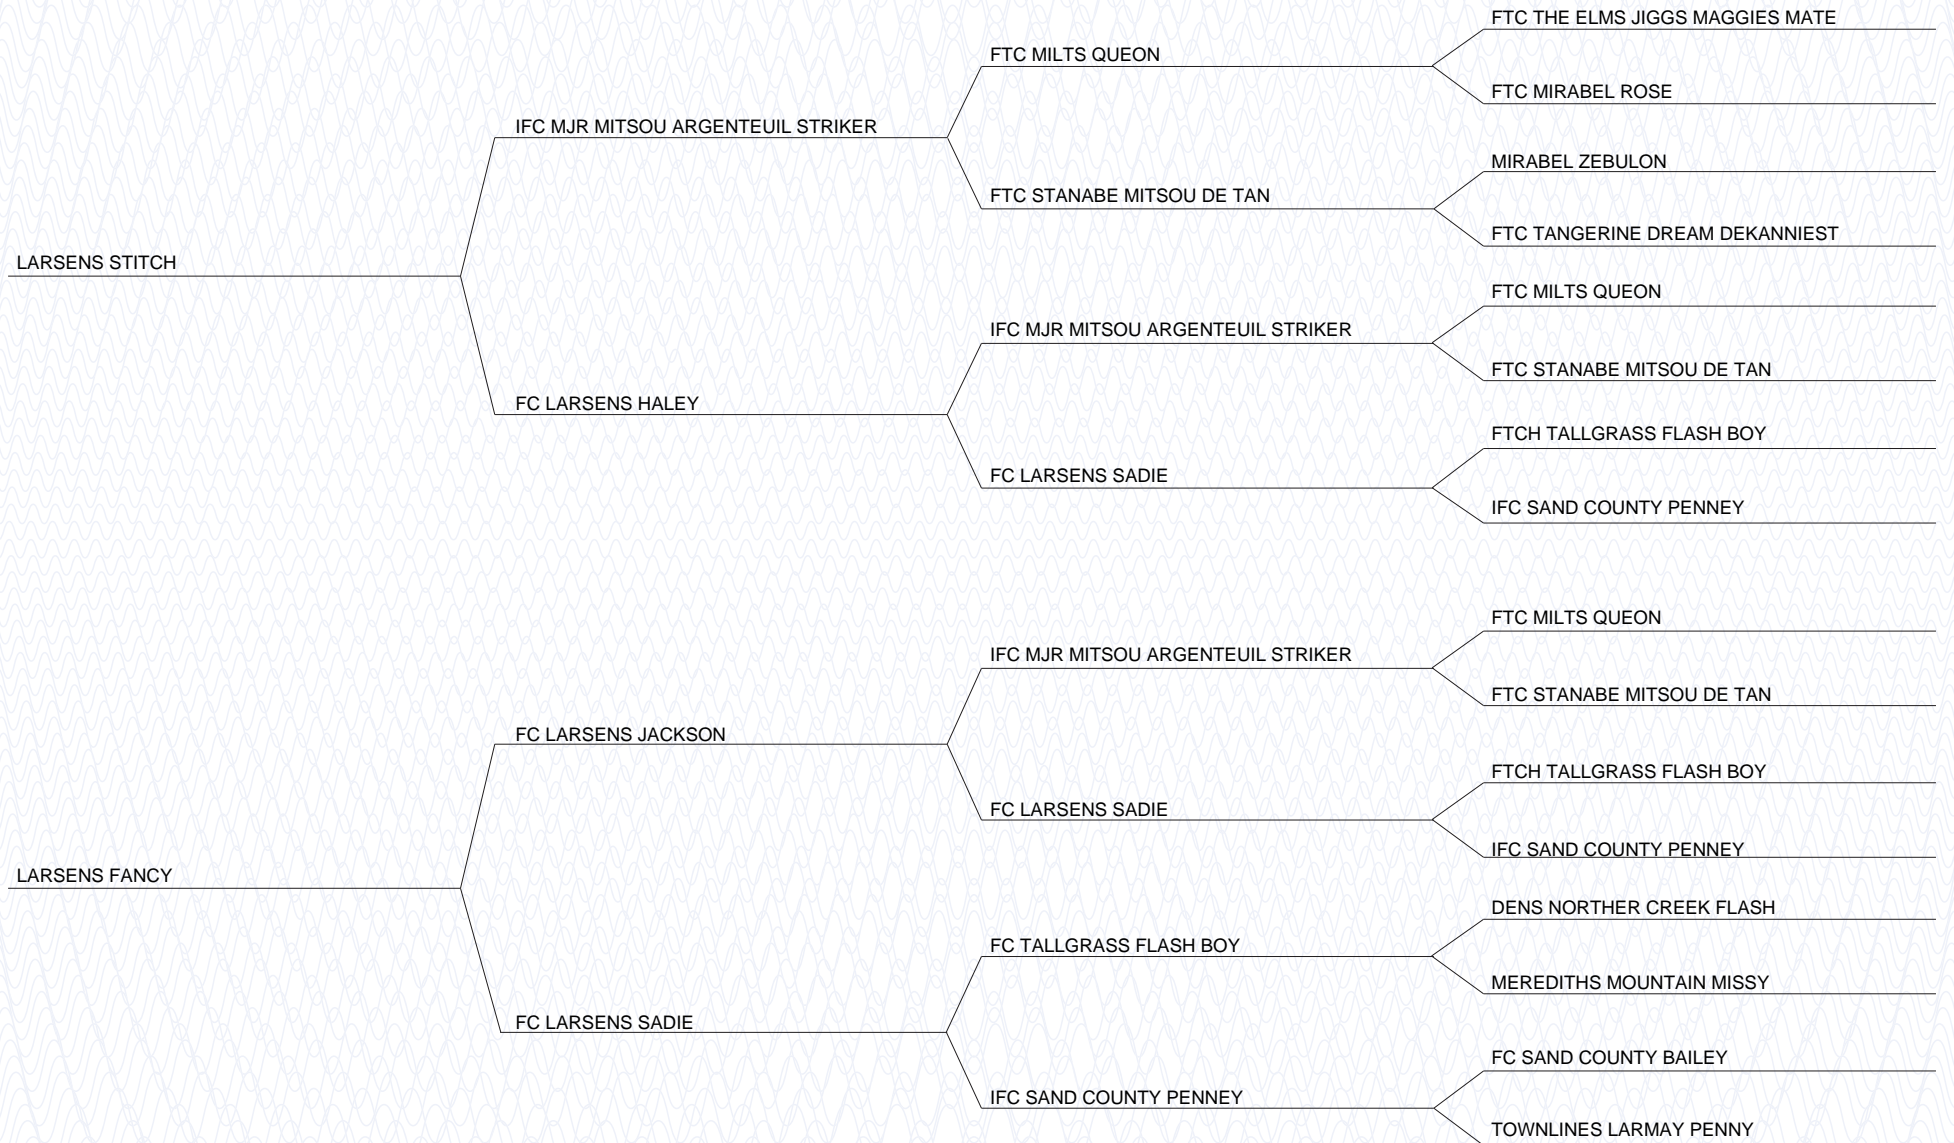 FTC THE ELMS JIGGS MAGGIES MATE
FTC MILTS QUEON
FTC MIRABEL ROSE
IFC MJR MITSOU ARGENTEUIL STRIKER
MIRABEL ZEBULON
FTC STANABE MITSOU DE TAN
FTC TANGERINE DREAM DEKANNIEST
LARSENS STITCH
FTC MILTS QUEON
IFC MJR MITSOU ARGENTEUIL STRIKER
FTC STANABE MITSOU DE TAN
FC LARSENS HALEY
FTCH TALLGRASS FLASH BOY
FC LARSENS SADIE
IFC SAND COUNTY PENNEY
FTC MILTS QUEON
IFC MJR MITSOU ARGENTEUIL STRIKER
FTC STANABE MITSOU DE TAN
FC LARSENS JACKSON
FTCH TALLGRASS FLASH BOY
FC LARSENS SADIE
IFC SAND COUNTY PENNEY
LARSENS FANCY
DENS NORTHER CREEK FLASH
FC TALLGRASS FLASH BOY
MEREDITHS MOUNTAIN MISSY
FC LARSENS SADIE
FC SAND COUNTY BAILEY
IFC SAND COUNTY PENNEY
TOWNLINES LARMAY PENNY